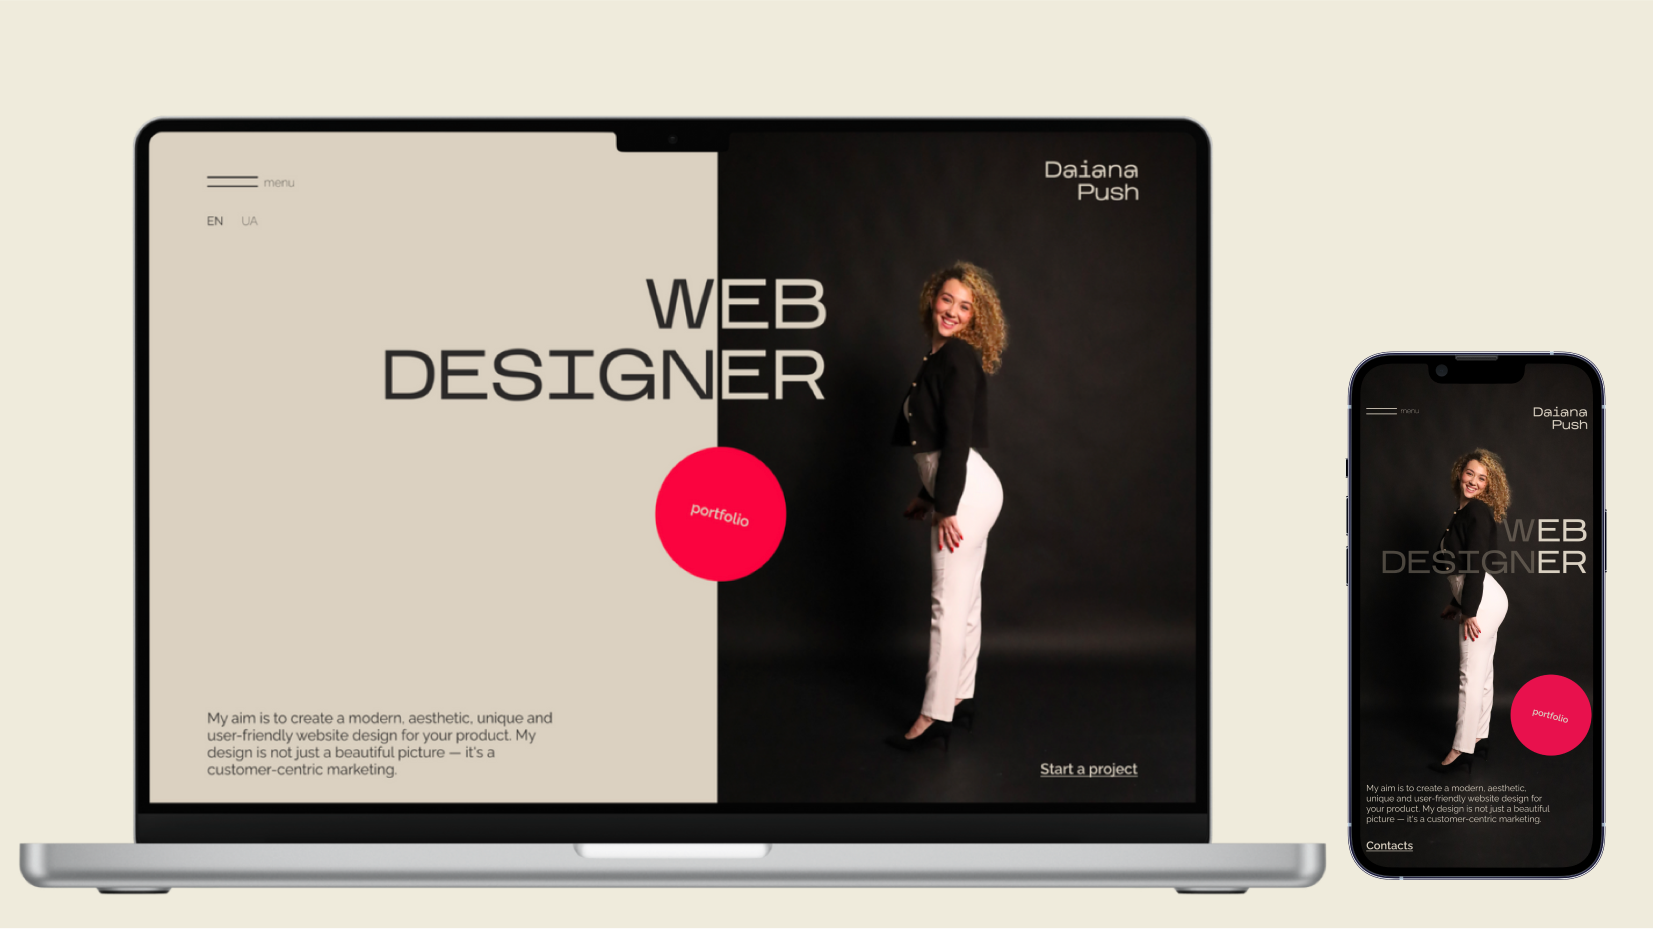 menu
EN UA
Daiana
Push
WEB
DESIGNER
portfolio
My aim is to create a modern, aesthetic, unique and
user-friendly website design for your product. My
design is not just a beautiful picture — it's a
customer-centric marketing.
Start a project
menu
Daiana
Push
WEB
DESIGNER
portfolio
My aim is to create a modern, aesthetic,
unique and user-friendly website design for
your product. My design is not just a beautiful
picture — it's a customer-centric marketing.
Contacts